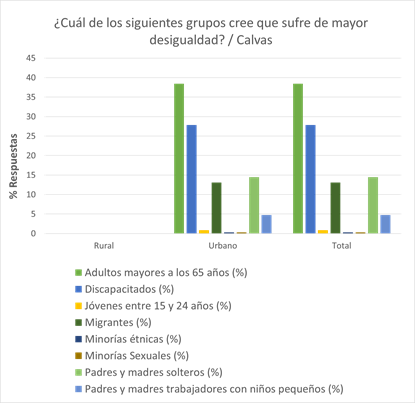 ¿Cuál de los siguientes grupos cree que sufre de mayor
desigualdad? / Calvas
% Respuestas
45
40
35
30
25
20
15
10
5
0
Rural Urbano Total
Adultos mayores a los 65 años (%)
Discapacitados (%)
Jóvenes entre 15 y 24 años (%)
Migrantes (%)
Minorías étnicas (%)
Minorías Sexuales (%)
Padres y madres solteros (%)
Padres y madres trabajadores con niños pequeños (%)